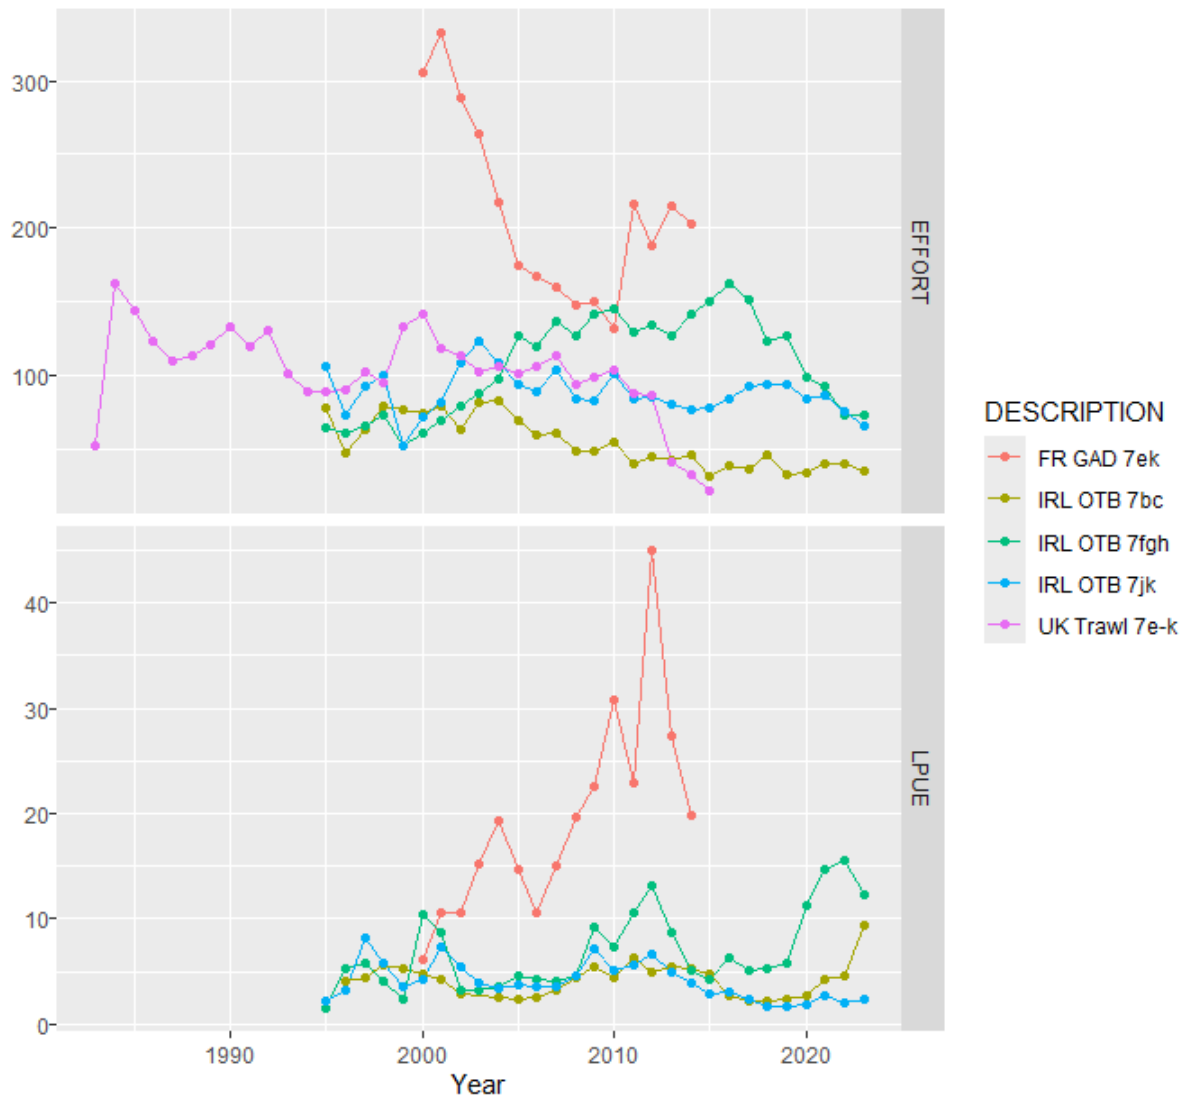 300
200
100
EFFORT
40
30
20
10
0
LPUE
1990
2000
2010
2020
Year
DESCRIPTION
FR GAD 7ek
IRL OTB 7bc
IRL OTB 7fgh
IRL OTB 7jk
UK Trawl 7e-k